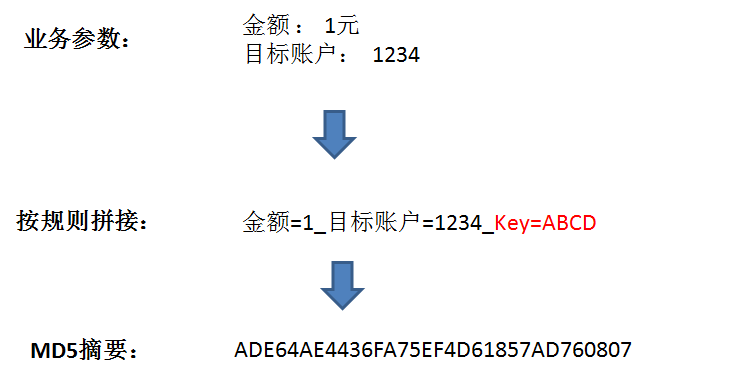 业务参数：
金额： 1元
目标账户： 1234
按规则拼接：
金额=1_目标账户=1234_Key=ABCD
MD5摘要：
ADE64AE4436FA75EF4D61857AD760807